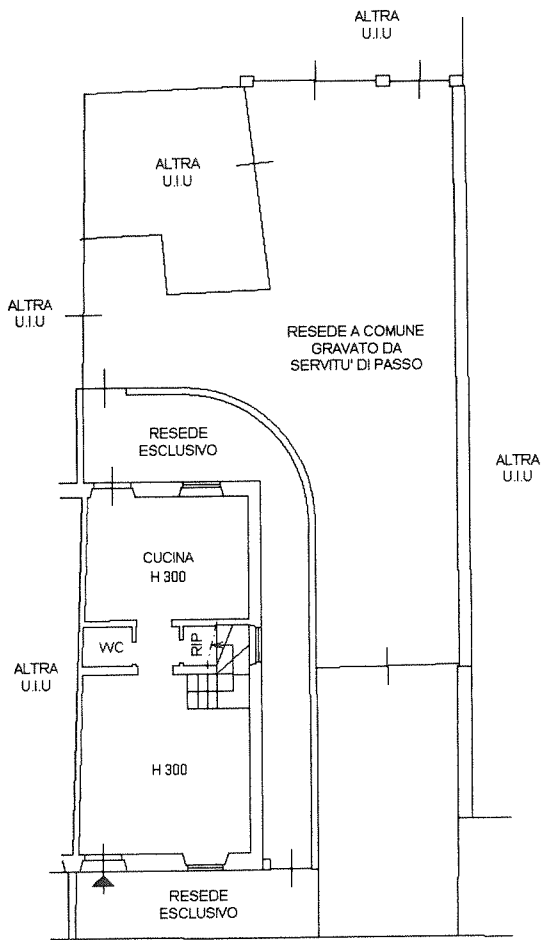 ALTRA
U.I.U
ALTRA
U.I.U
ALTRA
U.I.U
RESEDE A COMUNE
GRAVATO DA
SERVITU' DI PASSO
RESEDE
ESCLUSIVO
ALTRA
U.I.U
CUCINA
H 300
WC
RIP
ALTRA
U.I.U
H 300
RESEDE
ESCLUSIVO